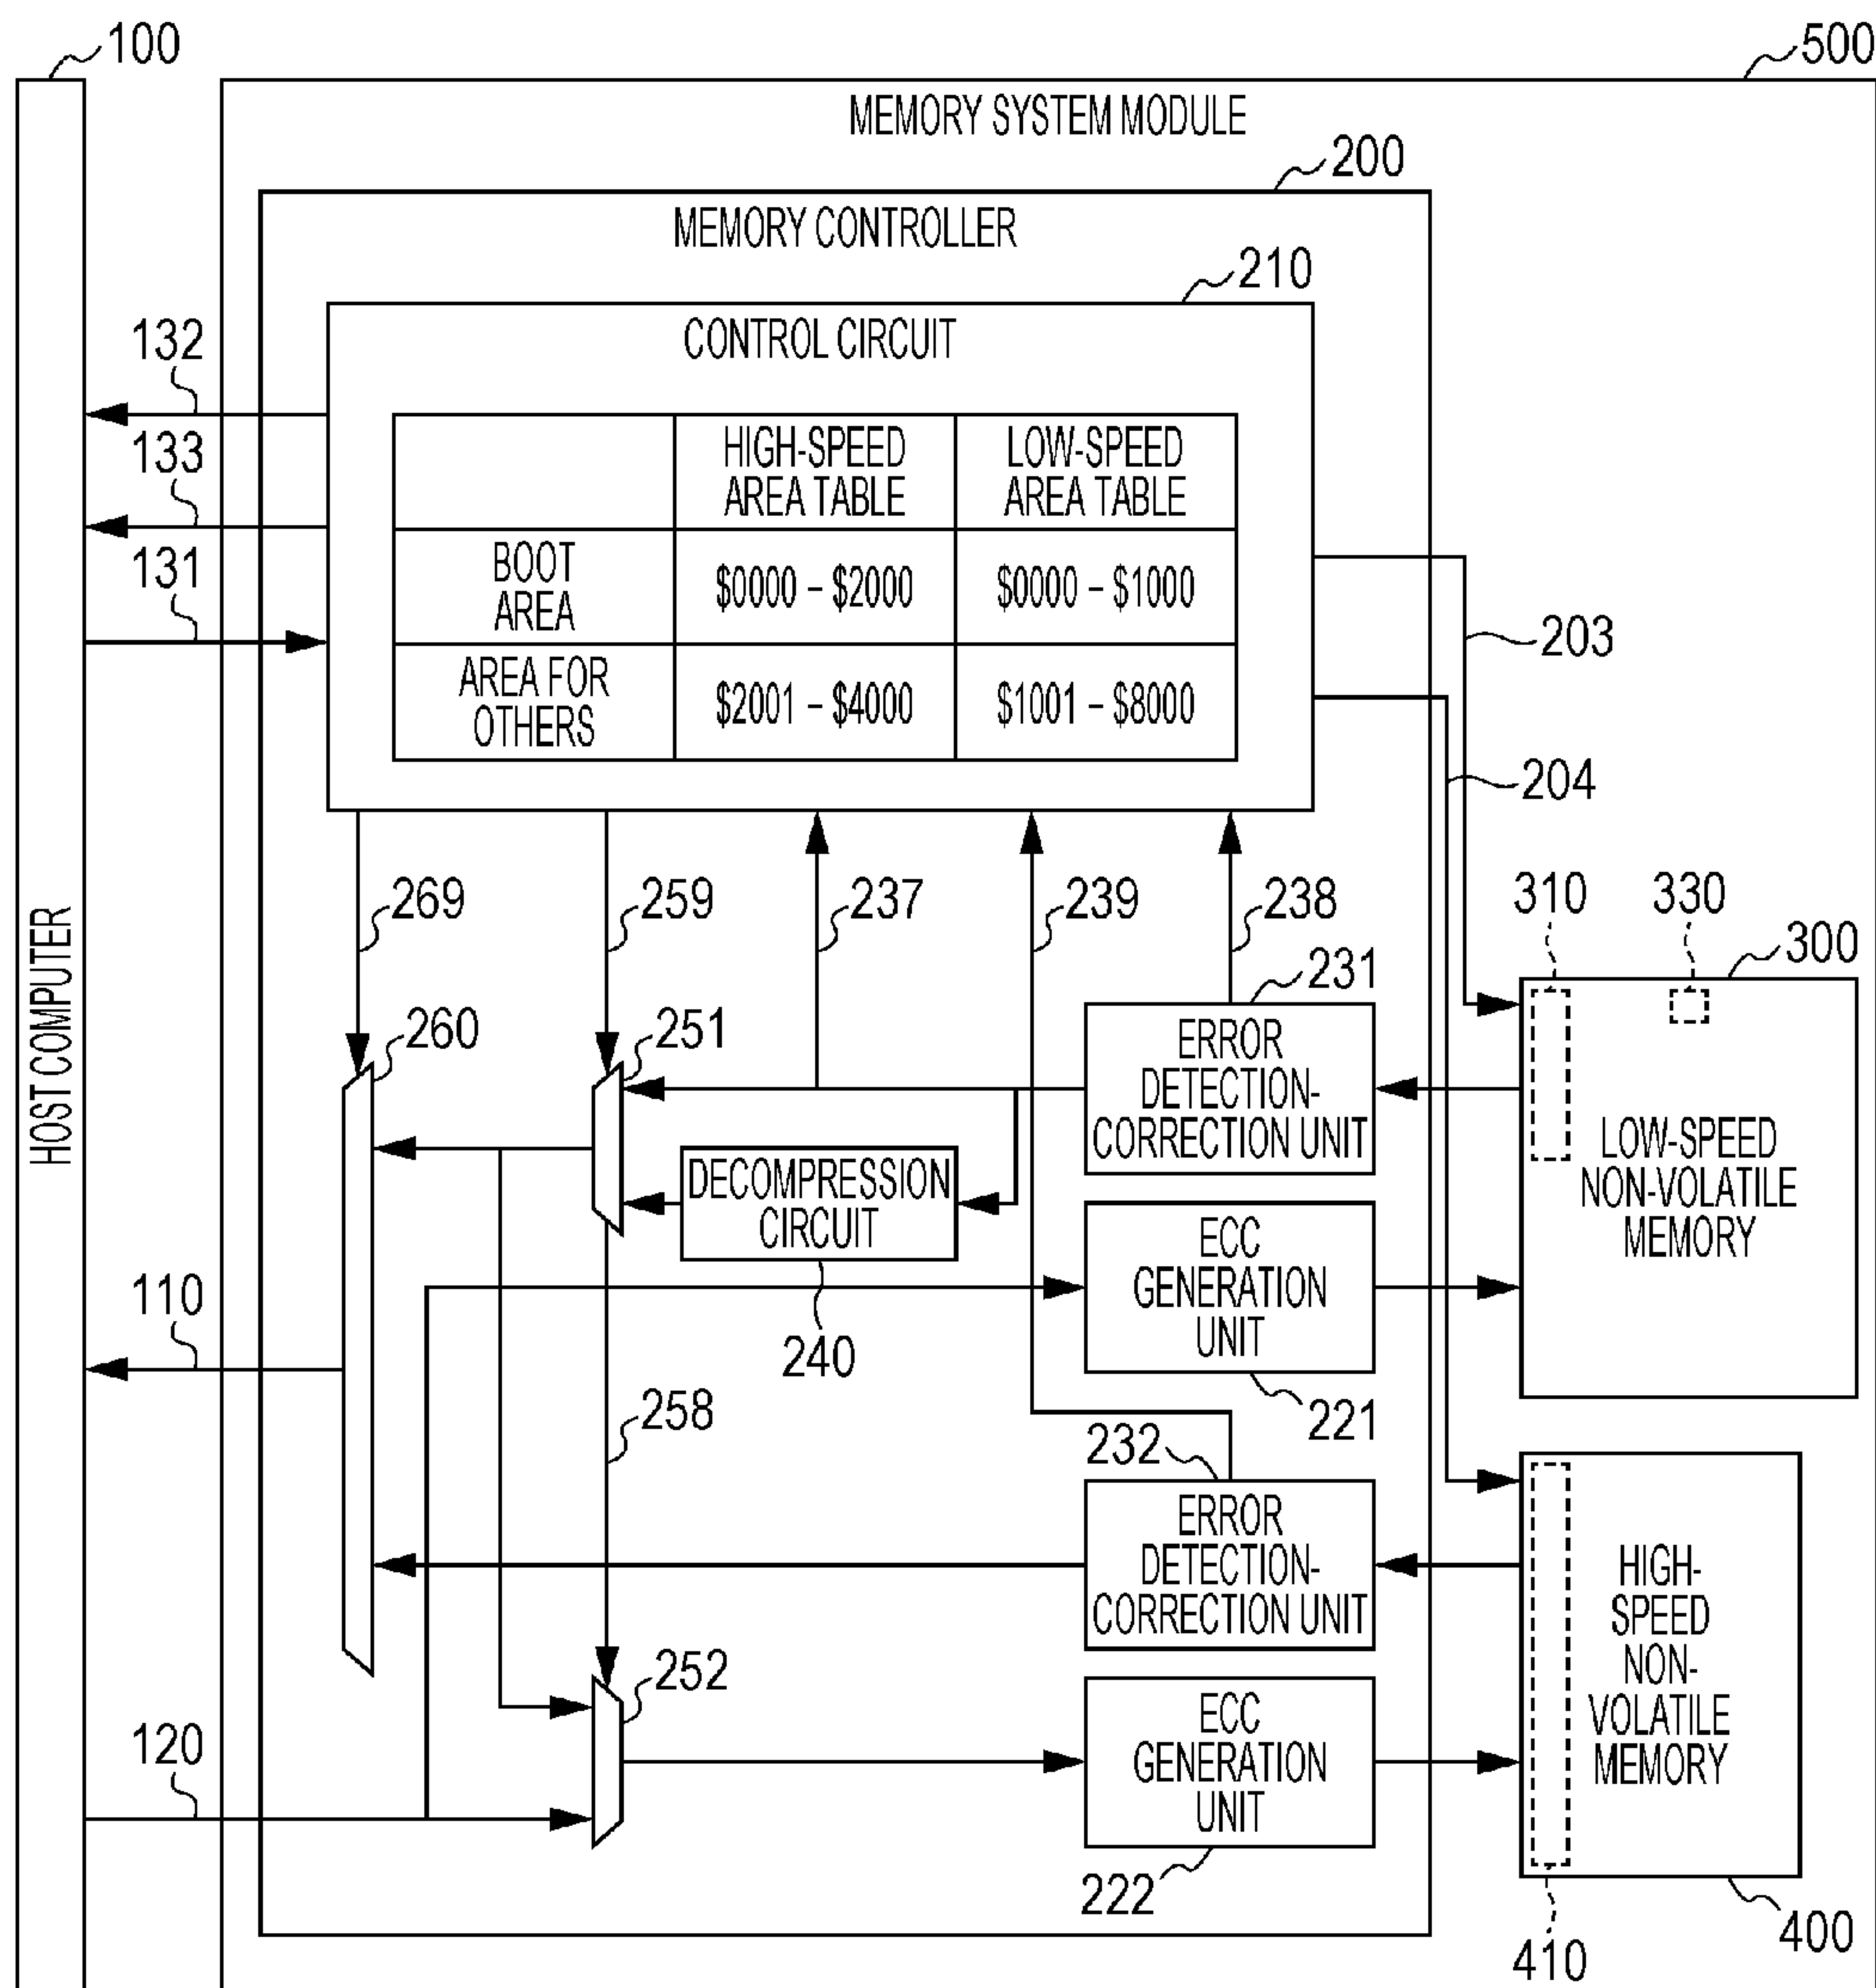 100
500
MEMORY SYSTEM MODULE
200
MEMORY CONTROLLER
210
CONTROL CIRCUIT
132
133
131
HIGH-SPEED
AREA TABLE
LOW-SPEED
AREA TABLE
BOOT
AREA
$0000 – $2000
$0000 – $1000
AREA FOR
OTHERS
$2001 – $4000
$1001 – $8000
203
204
269
259
237
239
238
310
330
300
231
260
251
HOST COMPUTER
ERROR
DETECTION-
CORRECTION UNIT
LOW-SPEED
NON-VOLATILE
MEMORY
DECOMPRESSION
CIRCUIT
240
ECC
GENERATION
UNIT
221
110
258
232
ERROR
DETECTION-
CORRECTION UNIT
HIGH-
SPEED
NON-
VOLATILE
MEMORY
252
120
ECC
GENERATION
UNIT
222
410
400